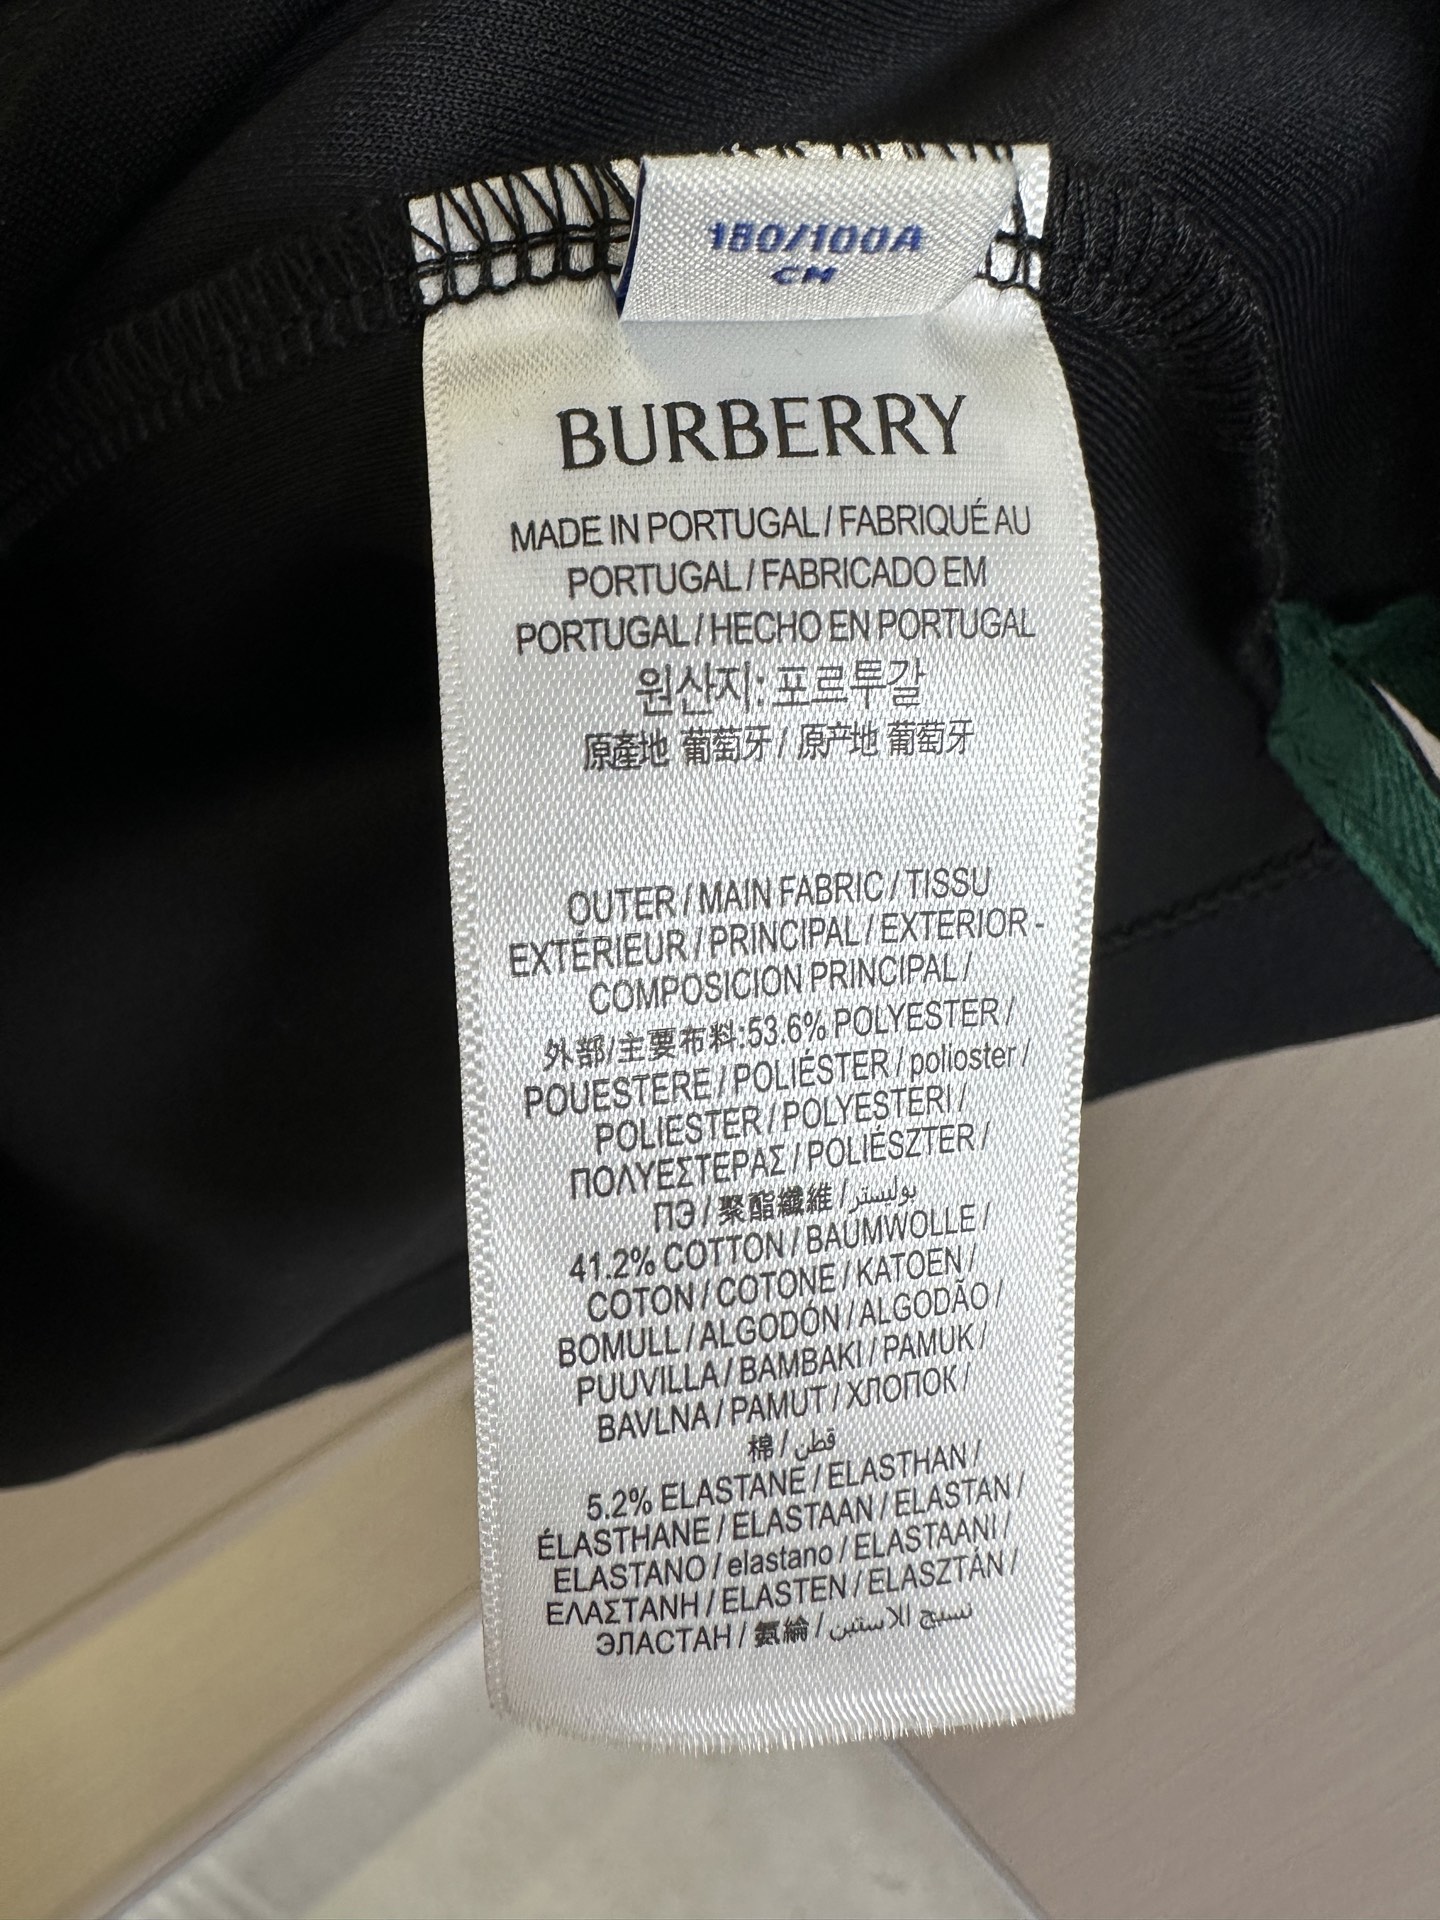 180/100A
CM
BURBERRY
MADE IN PORTUGAL / FABRIQUÉ AU
PORTUGAL / FABRICADO EM
PORTUGAL / HECHO EN PORTUGAL
원산지: 포르투갈
原產地 葡萄牙 / 原产地 葡萄牙
OUTER / MAIN FABRIC / TISSU
EXTÉRIEUR / PRINCIPAL / EXTERIOR -
COMPOSICION PRINCIPAL /
外部/主要布料:53.6% POLYESTER /
POUESTERE / POLIÉSTER / polioster /
POLIESTER / POLYESTERI /
ΠΟΛΥΕΣΤΕΡΑΣ / POLIÉSZTER /
ПЭ / 聚酯纖維 / بوليستر
41.2% COTTON / BAUMWOLLE /
COTON / COTONE / KATOEN /
BOMULL / ALGODÓN / ALGODÃO /
PUUVILLA / BAMBAKI / PAMUK /
BAVLNA / PAMUT / ХЛОПОК /
棉 / قطن
5.2% ELASTANE / ELASTHAN /
ÉLASTHANE / ELASTAAN / ELASTAN /
ELASTANO / elastano / ELASTAANI /
ΕΛΑΣΤΑΝΗ / ELASTEN / ELASZTÁN /
ЭЛАСТАН / 氨綸 / نسيج الاستين